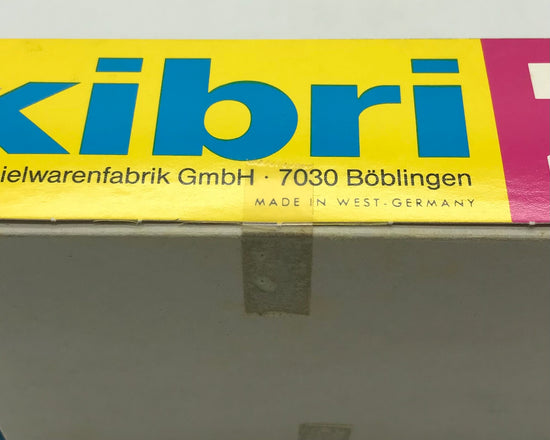 kibri
ielwarenfabrik GmbH · 7030 Böblingen
MADE IN WEST-GERMANY